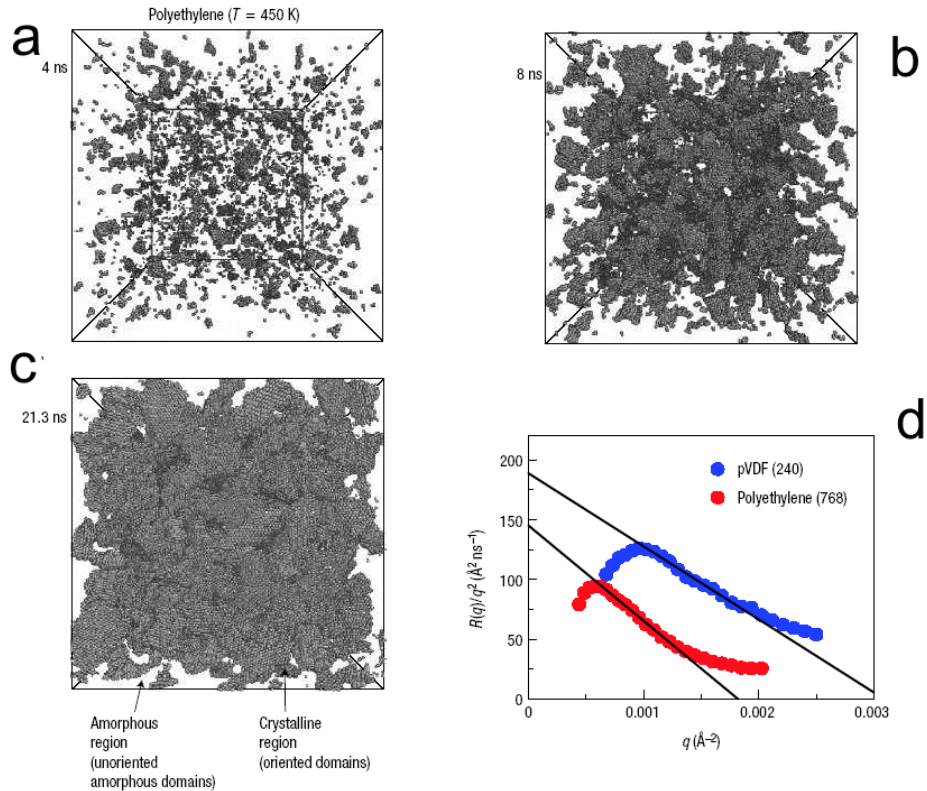 a
Polyethylene (T = 450 K)
4 ns
b
8 ns
c
21.3 ns
Amorphous
region
(unoriented
amorphous domains)
Crystalline
region
(oriented domains)
d
200
150
100
50
0
R(q)/q² (Å² ns⁻¹)
pVDF (240)
Polyethylene (768)
0
0.001
0.002
0.003
q (Å⁻²)